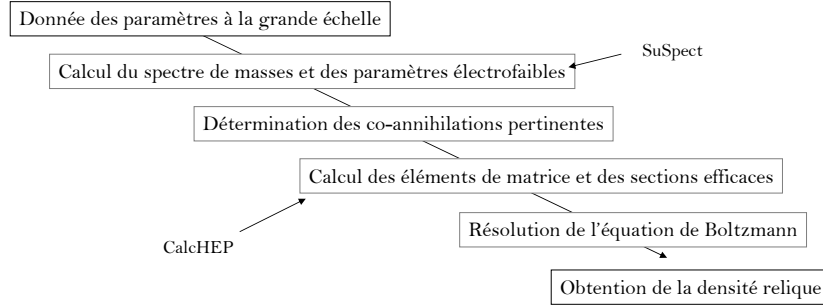 Donnée des paramètres à la grande échelle
SuSpect
Calcul du spectre de masses et des paramètres électrofaibles
Détermination des co-annihilations pertinentes
Calcul des éléments de matrice et des sections efficaces
CalcHEP
Résolution de l'équation de Boltzmann
Obtention de la densité relique